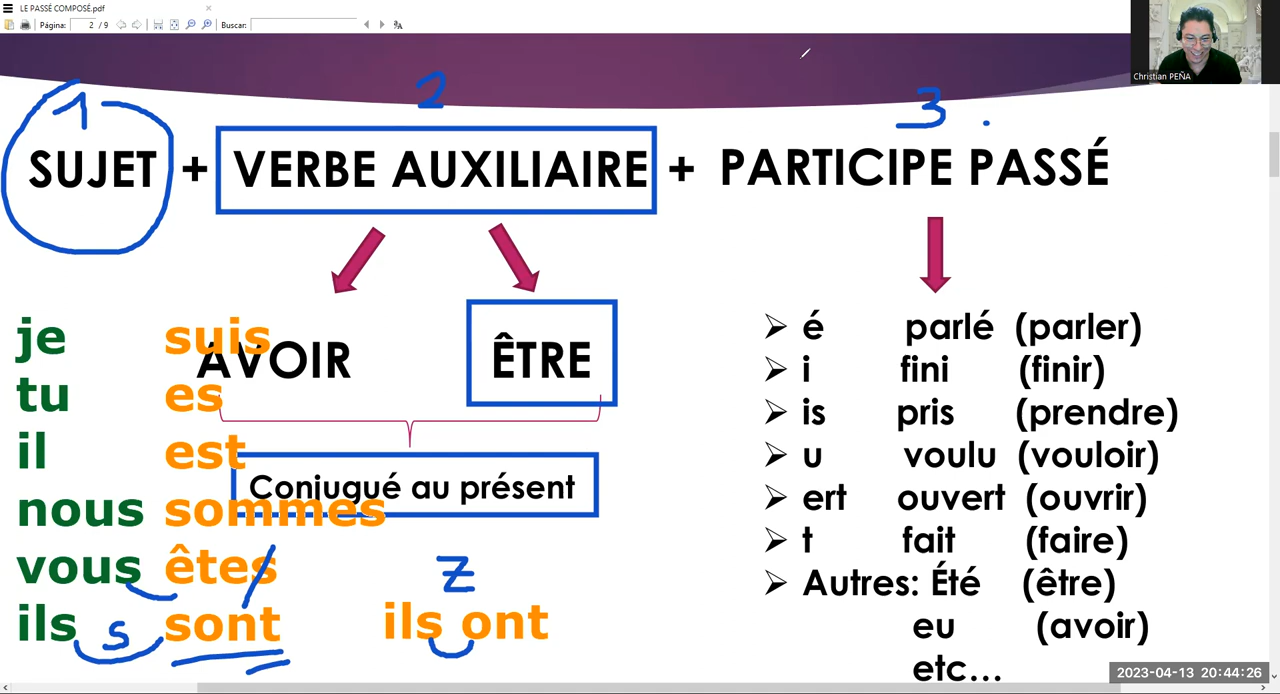 LE PASSÉ COMPOSÉ.pdf
Página: 2 / 9 Buscar:
Christian PEÑA
1 2 3 .
SUJET + VERBE AUXILIAIRE + PARTICIPE PASSÉ
AVOIR ÊTRE
Conjugué au présent
je suis
tu es
il est
nous sommes
vous êtes
ils s sont
z
ils ont
➢ é parlé (parler)
➢ i fini (finir)
➢ is pris (prendre)
➢ u voulu (vouloir)
➢ ert ouvert (ouvrir)
➢ t fait (faire)
➢ Autres: Été (être)
eu (avoir)
etc...
2023-04-13 20:44:26